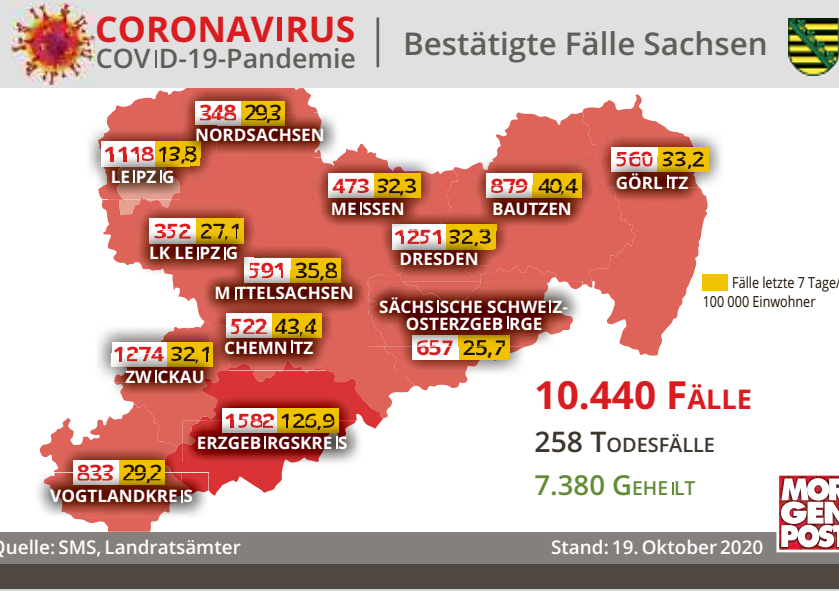 CORONAVIRUS
COVID-19-Pandemie
Bestätigte Fälle Sachsen
348 29,3
NORDSACHSEN
1118 13,8
LEIPZIG
473 32,3
MEISSEN
879 40,4
BAUTZEN
560 33,2
GÖRLITZ
352 27,1
LK LEIPZIG
1251 32,3
DRESDEN
591 35,8
MITTELSACHSEN
SÄCHSISCHE SCHWEIZ-
OSTERZGEBIRGE
657 25,7
522 43,4
CHEMNITZ
1274 32,1
ZWICKAU
1582 126,9
ERZGEBIRGSKREIS
833 29,2
VOGTLANDKREIS
Fälle letzte 7 Tage/
100 000 Einwohner
10.440 FÄLLE
258 TODESFÄLLE
7.380 GEHEILT
MOR
GEN
POST
Quelle: SMS, Landratsämter
Stand: 19. Oktober 2020